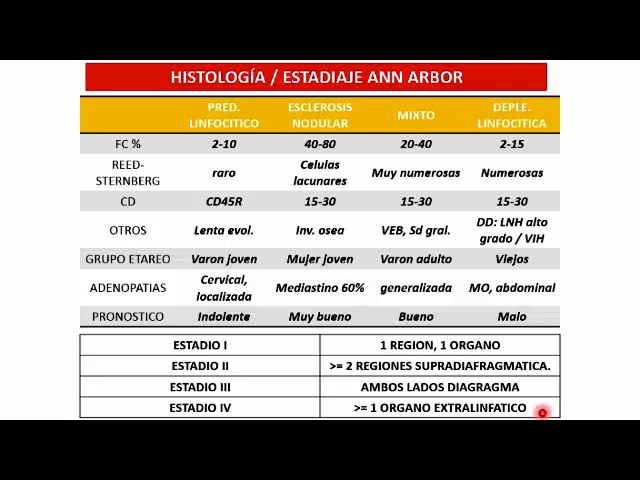 HISTOLOGÍA / ESTADIAJE ANN ARBOR
PRED. LINFOCITICO ESCLEROSIS NODULAR MIXTO DEPLE. LINFOCITICA
FC % 2-10 40-80 20-40 2-15
REED-STERNBERG raro Celulas lacunares Muy numerosas Numerosas
CD CD45R 15-30 15-30 15-30
OTROS Lenta evol. Inv. osea VEB, Sd gral. DD: LNH alto grado / VIH
GRUPO ETAREO Varon joven Mujer joven Varon adulto Viejos
ADENOPATIAS Cervical, localizada Mediastino 60% generalizada MO, abdominal
PRONOSTICO Indolente Muy bueno Bueno Malo
ESTADIO I 1 REGION, 1 ORGANO
ESTADIO II >= 2 REGIONES SUPRADIAFRAGMATICA.
ESTADIO III AMBOS LADOS DIAGRAGMA
ESTADIO IV >= 1 ORGANO EXTRALINFATICO